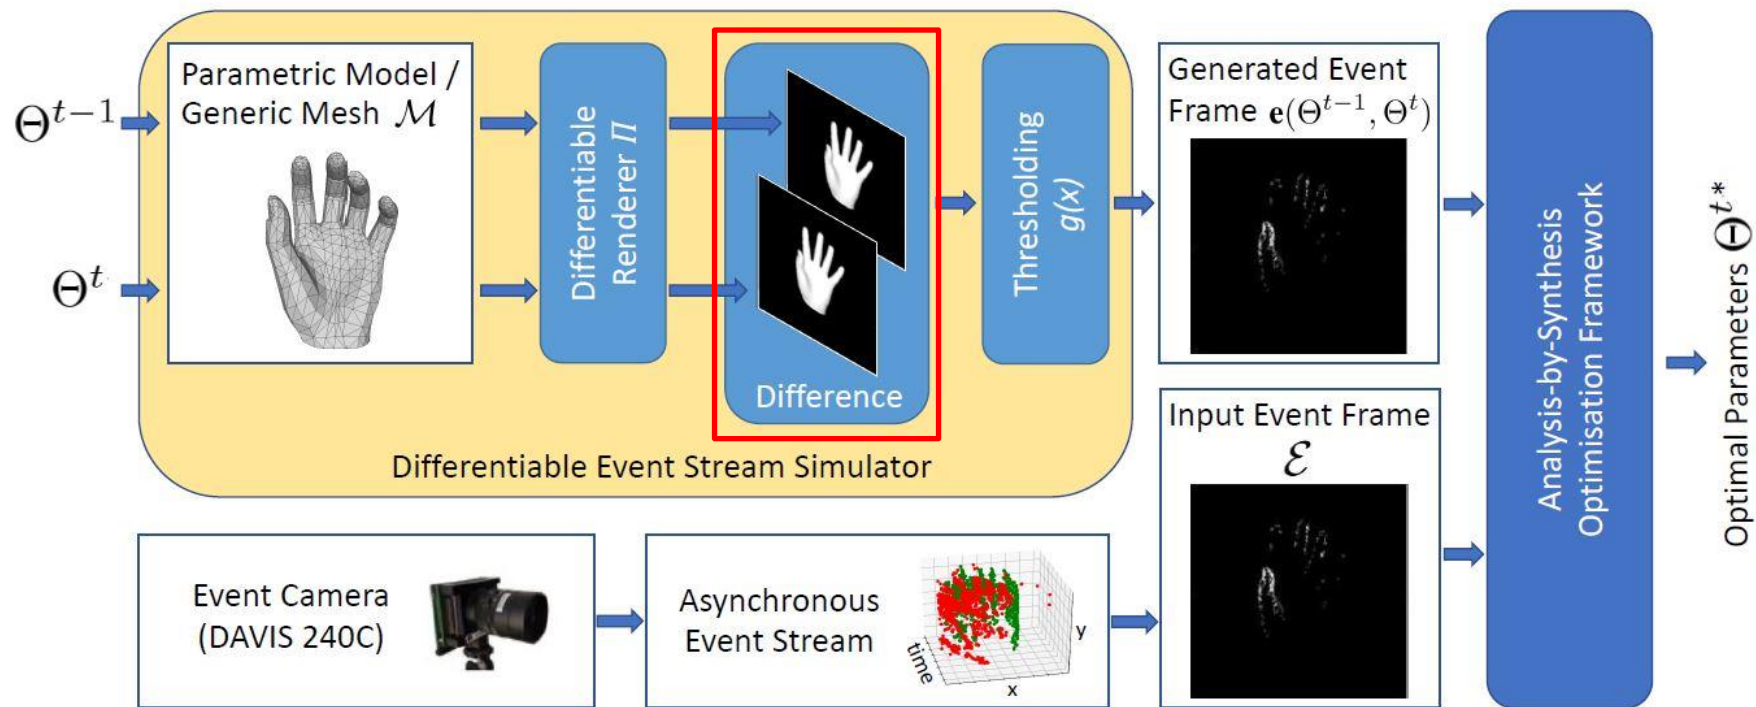 Θ^{t-1}
Θ^t
Parametric Model /
Generic Mesh ℳ
Differentiable
Renderer Π
Difference
Thresholding
g(x)
Differentiable Event Stream Simulator
Generated Event
Frame e(Θ^{t-1}, Θ^t)
Event Camera
(DAVIS 240C)
Asynchronous
Event Stream
time
x
y
Input Event Frame
ℰ
Analysis-by-Synthesis
Optimisation Framework
Optimal Parameters Θ^{t*}